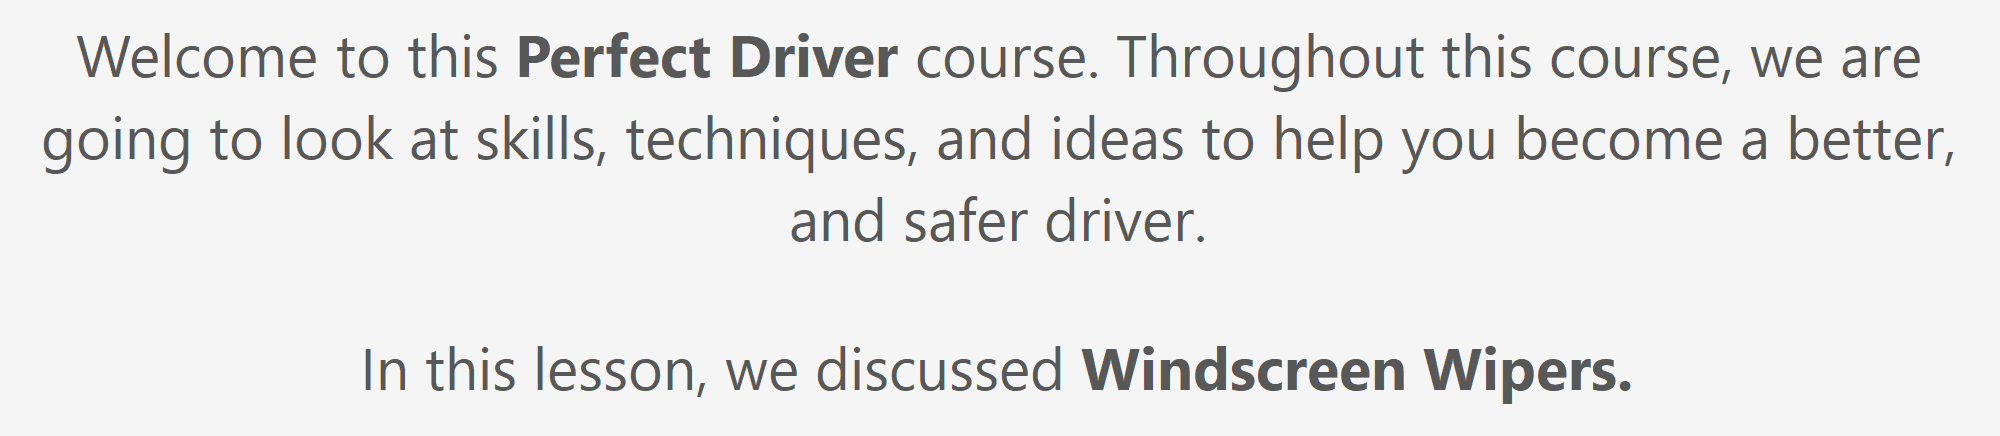 Welcome to this Perfect Driver course. Throughout this course, we are
going to look at skills, techniques, and ideas to help you become a better,
and safer driver.
In this lesson, we discussed Windscreen Wipers.